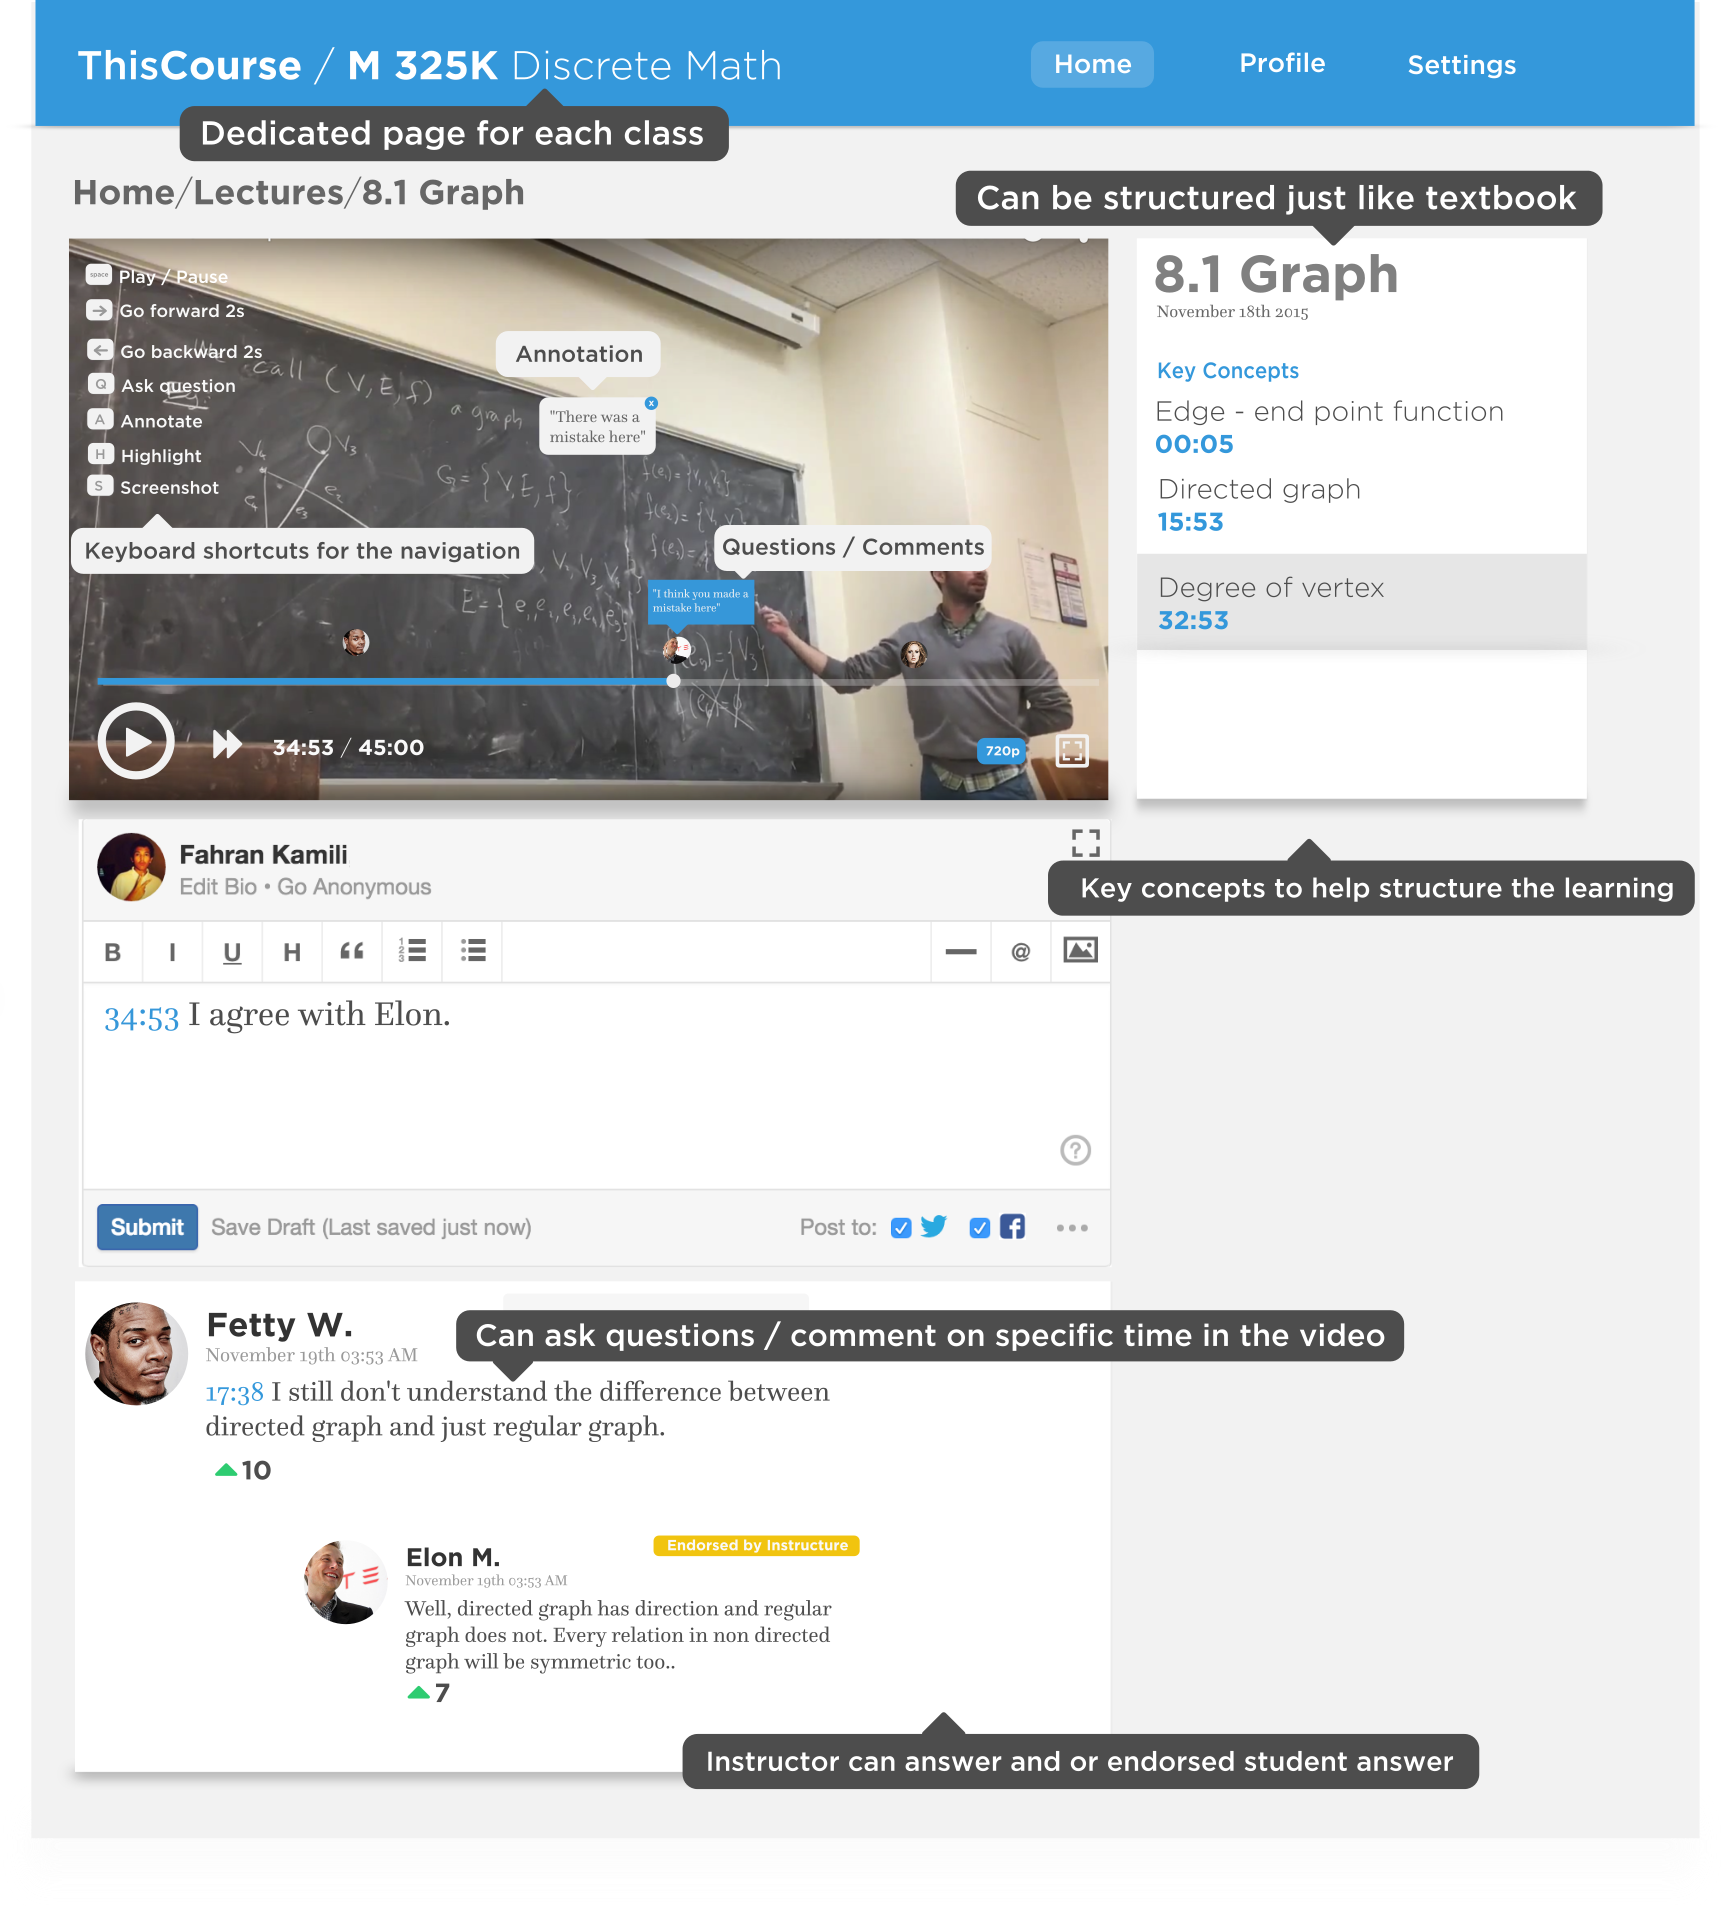 ThisCourse / M 325K Discrete Math
Home
Profile
Settings
Dedicated page for each class
Home/Lectures/8.1 Graph
Can be structured just like textbook
space Play / Pause
Go forward 2s
Go backward 2s
Q Ask question
A Annotate
H Highlight
S Screenshot
Keyboard shortcuts for the navigation
call (V, E, f)
a graph
V₃
e₂
e₃
G = {V, E, f}
Annotation
x
"There was a
mistake here"
Questions / Comments
"I think you made a
mistake here"
34:53 / 45:00
720p
8.1 Graph
November 18th 2015
Key Concepts
Edge - end point function
00:05
Directed graph
15:53
Degree of vertex
32:53
Key concepts to help structure the learning
Fahran Kamili
Edit Bio • Go Anonymous
B I U H “ 1 2 3 — @
34:53 I agree with Elon.
?
Submit Save Draft (Last saved just now) Post to: f
Fetty W.
November 19th 03:53 AM
Can ask questions / comment on specific time in the video
17:38 I still don't understand the difference between
directed graph and just regular graph.
10
Elon M.
Endorsed by Instructure
November 19th 03:53 AM
Well, directed graph has direction and regular
graph does not. Every relation in non directed
graph will be symmetric too..
7
Instructor can answer and or endorsed student answer